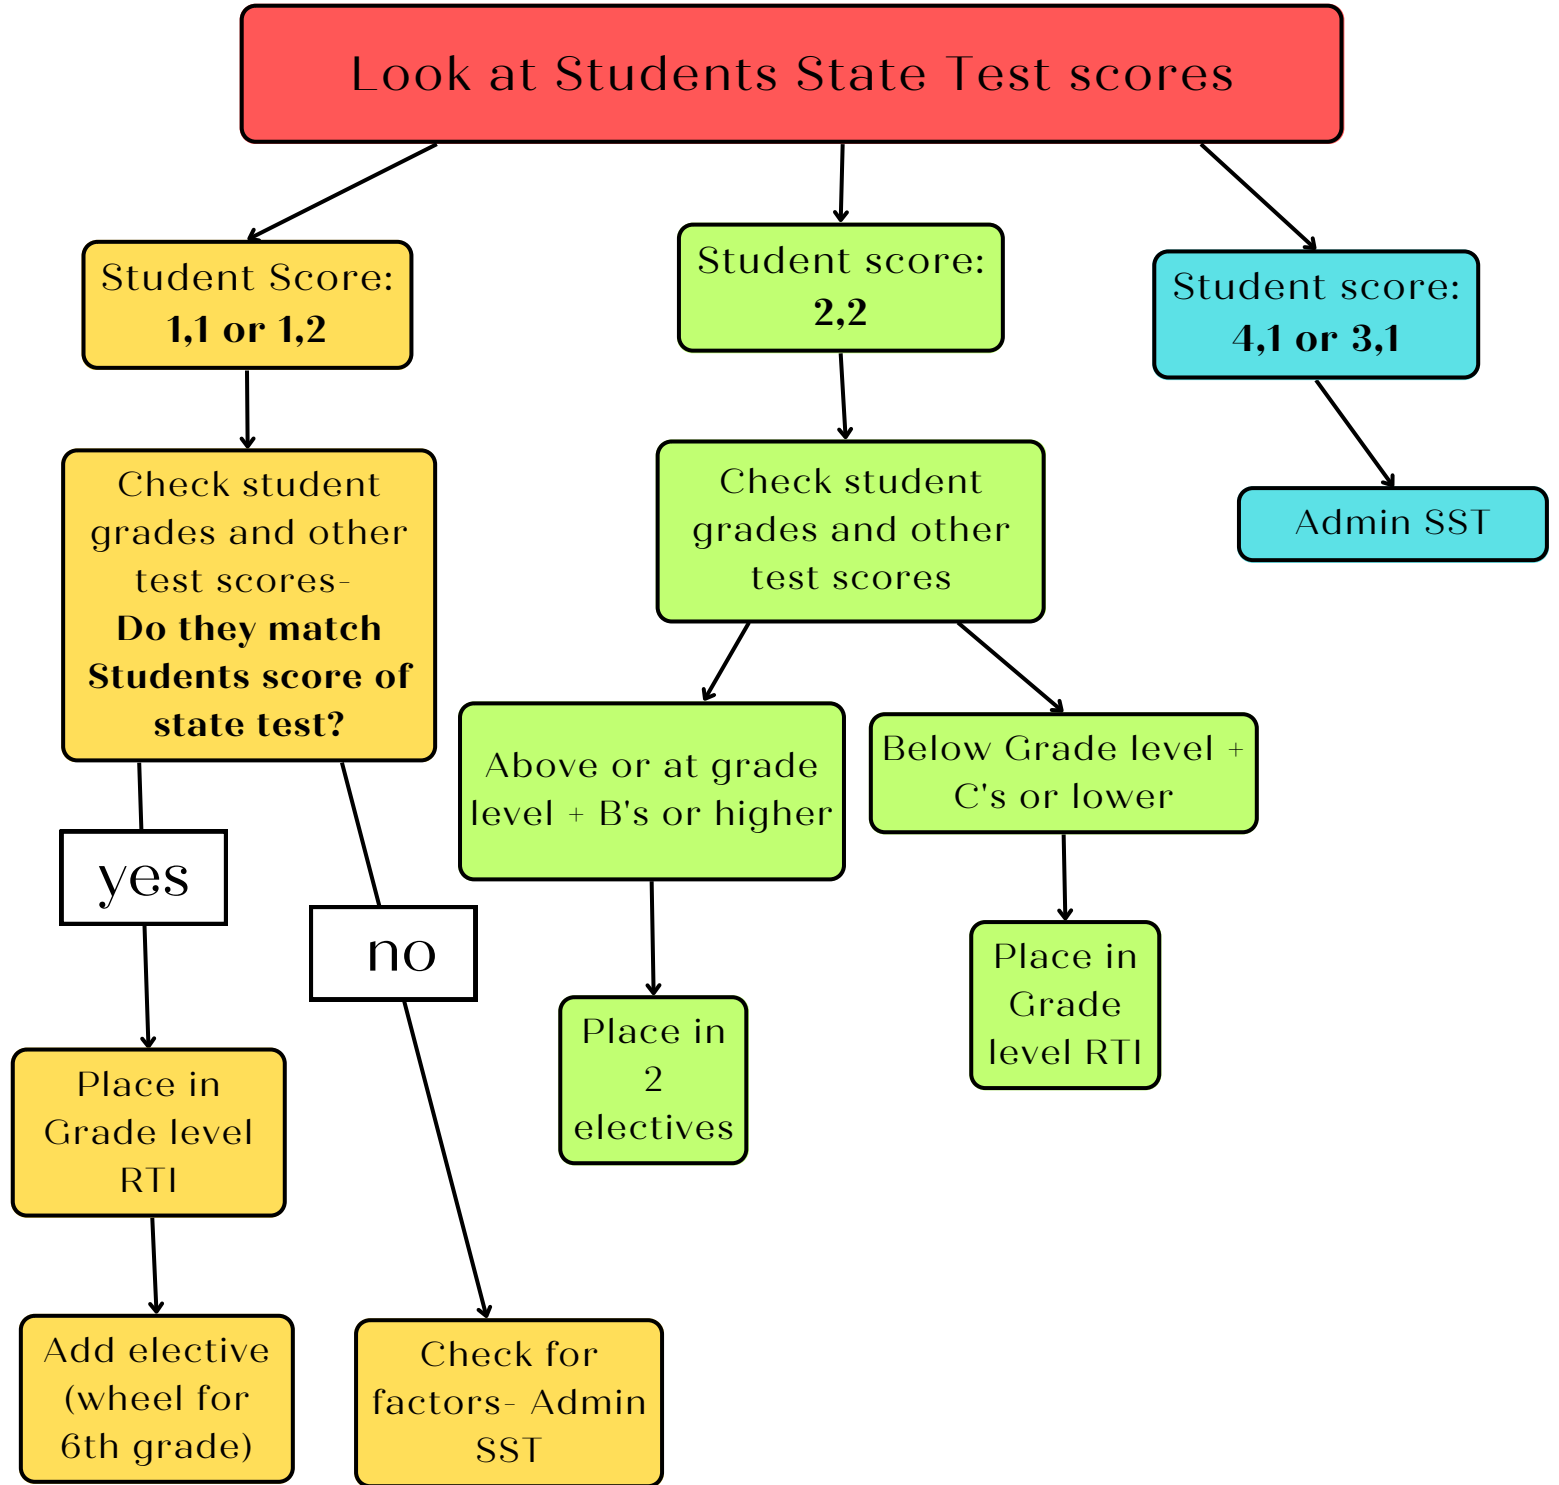 Look at Students State Test scores
Student Score:
1,1 or 1,2
Student score:
2,2
Student score:
4,1 or 3,1
Check student
grades and other
test scores-
Do they match
Students score of
state test?
Check student
grades and other
test scores
Admin SST
Above or at grade
level + B's or higher
Below Grade level +
C's or lower
yes
no
Place in
Grade
level RTI
Place in
2
electives
Place in
Grade level
RTI
Add elective
(wheel for
6th grade)
Check for
factors- Admin
SST